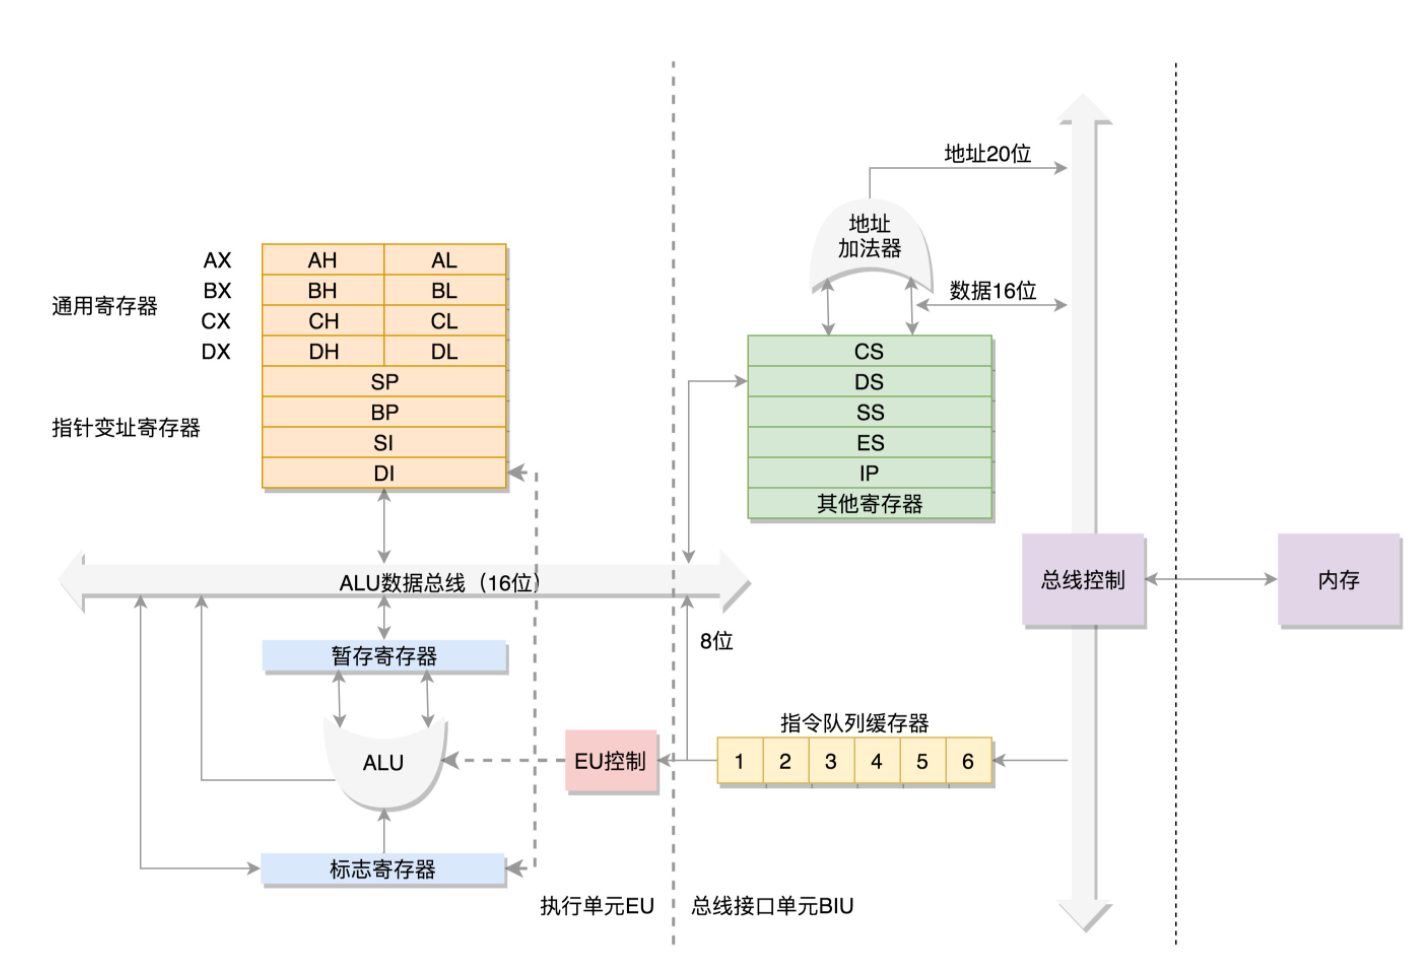 地址20位
地址
加法器
数据16位
AX
AH
AL
BX
BH
BL
通用寄存器
CX
CH
CL
DX
DH
DL
SP
BP
指针变址寄存器
SI
DI
CS
DS
SS
ES
IP
其他寄存器
ALU数据总线（16位）
总线控制
内存
8位
暂存寄存器
指令队列缓存器
ALU
EU控制
1
2
3
4
5
6
标志寄存器
执行单元EU
总线接口单元BIU